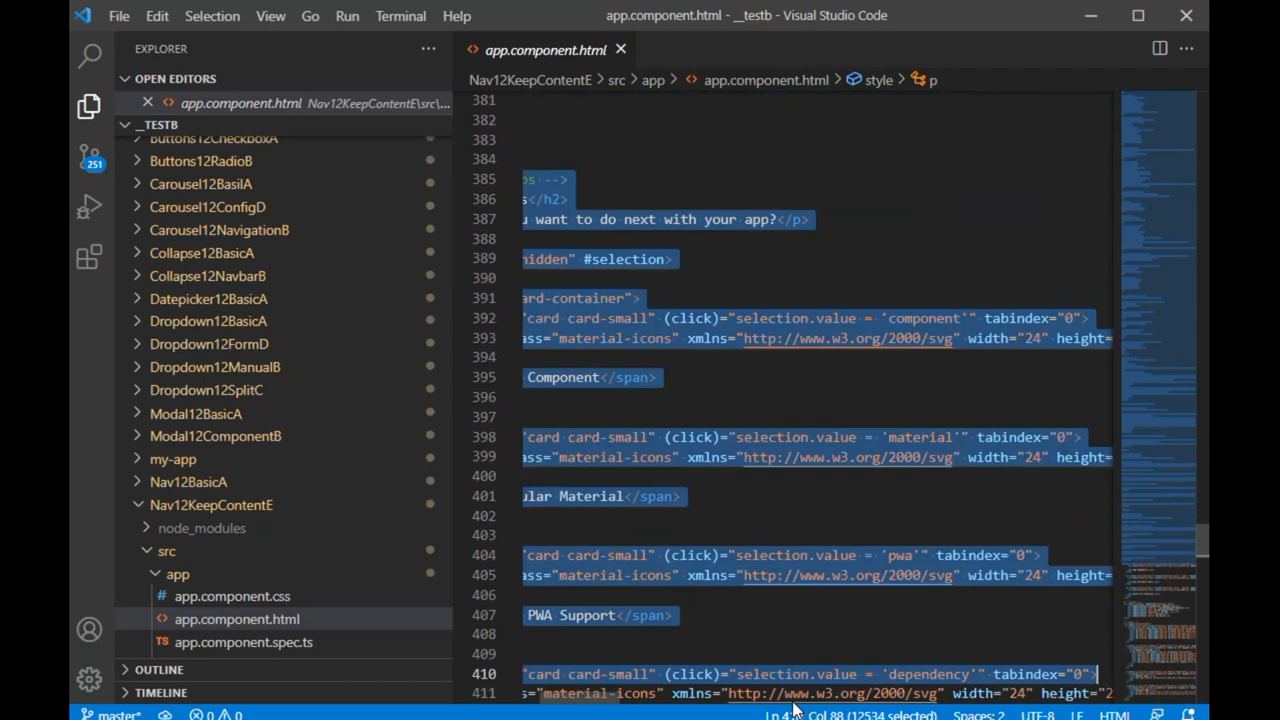 File Edit Selection View Go Run Terminal Help
app.component.html - __testb - Visual Studio Code
EXPLORER
OPEN EDITORS
app.component.html Nav12KeepContentE\src\...
__TESTB
Buttons12CheckboxA
Buttons12RadioB
Carousel12BasilA
Carousel12ConfigD
Carousel12NavigationB
Collapse12BasicA
Collapse12NavbarB
Datepicker12BasicA
Dropdown12BasicA
Dropdown12FormD
Dropdown12ManualB
Dropdown12SplitC
Modal12BasicA
Modal12ComponentB
my-app
Nav12BasicA
Nav12KeepContentE
node_modules
src
app
# app.component.css
<> app.component.html
TS app.component.spec.ts
OUTLINE
TIMELINE
251
<> app.component.html
Nav12KeepContentE > src > app > <> app.component.html > style > p
381
382
383
384
385 ps -->
386 s</h2>
387 u want to do next with your app?</p>
388
389 hidden" #selection>
390
391 ard-container">
392 "card card-small" (click)="selection.value = 'component'" tabindex="0">
393 ass="material-icons" xmlns="http://www.w3.org/2000/svg" width="24" height=
394
395 Component</span>
396
397
398 "card card-small" (click)="selection.value = 'material'" tabindex="0">
399 ass="material-icons" xmlns="http://www.w3.org/2000/svg" width="24" height=
400
401 ular Material</span>
402
403
404 "card card-small" (click)="selection.value = 'pwa'" tabindex="0">
405 ass="material-icons" xmlns="http://www.w3.org/2000/svg" width="24" height=
406
407 PWA Support</span>
408
409
410 "card card-small" (click)="selection.value = 'dependency'" tabindex="0">
411 s="material-icons" xmlns="http://www.w3.org/2000/svg" width="24" height="2
master* 0 0 Col 88 (12534 selected) Spaces: 2 UTF-8 LF HTML